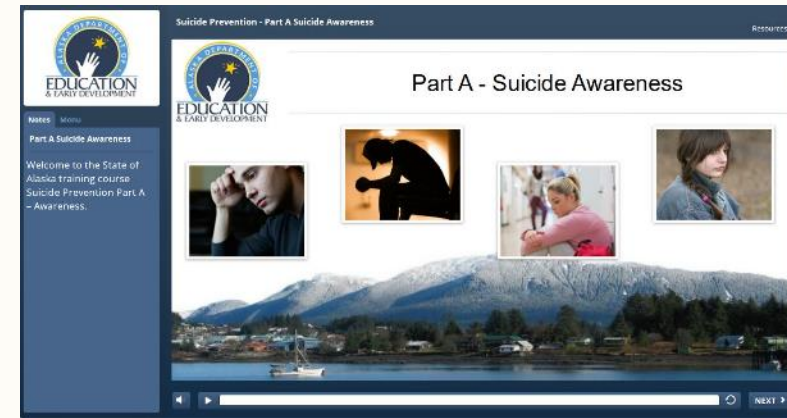 Suicide Prevention - Part A Suicide Awareness
Resources
ALASKA DEPARTMENT OF
EDUCATION
& EARLY DEVELOPMENT
Notes Menu
Part A Suicide Awareness
Welcome to the State of
Alaska training course
Suicide Prevention Part A
– Awareness.
ALASKA DEPARTMENT OF
EDUCATION
& EARLY DEVELOPMENT
Part A - Suicide Awareness
NEXT